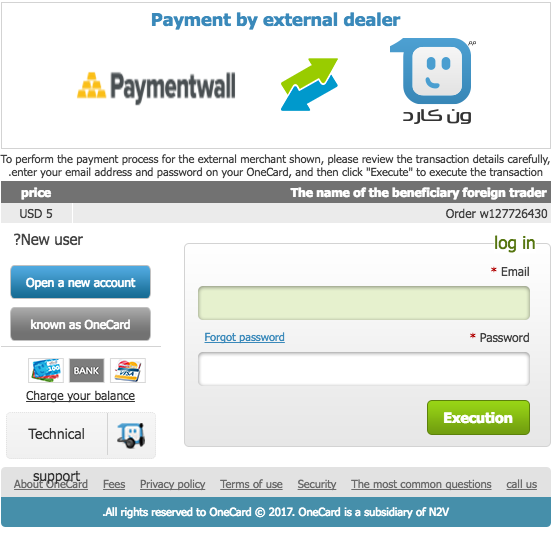 Payment by external dealer
Paymentwall
ون كارد
To perform the payment process for the external merchant shown, please review the transaction details carefully,
.enter your email address and password on your OneCard, and then click "Execute" to execute the transaction
price The name of the beneficiary foreign trader
USD 5 Order w127726430
?New user
log in
Open a new account
* Email
known as OneCard
Forgot password * Password
100 BANK VISA
Charge your balance
Execution
Technical
support
About OneCard Fees Privacy policy Terms of use Security The most common questions call us
.All rights reserved to OneCard © 2017. OneCard is a subsidiary of N2V